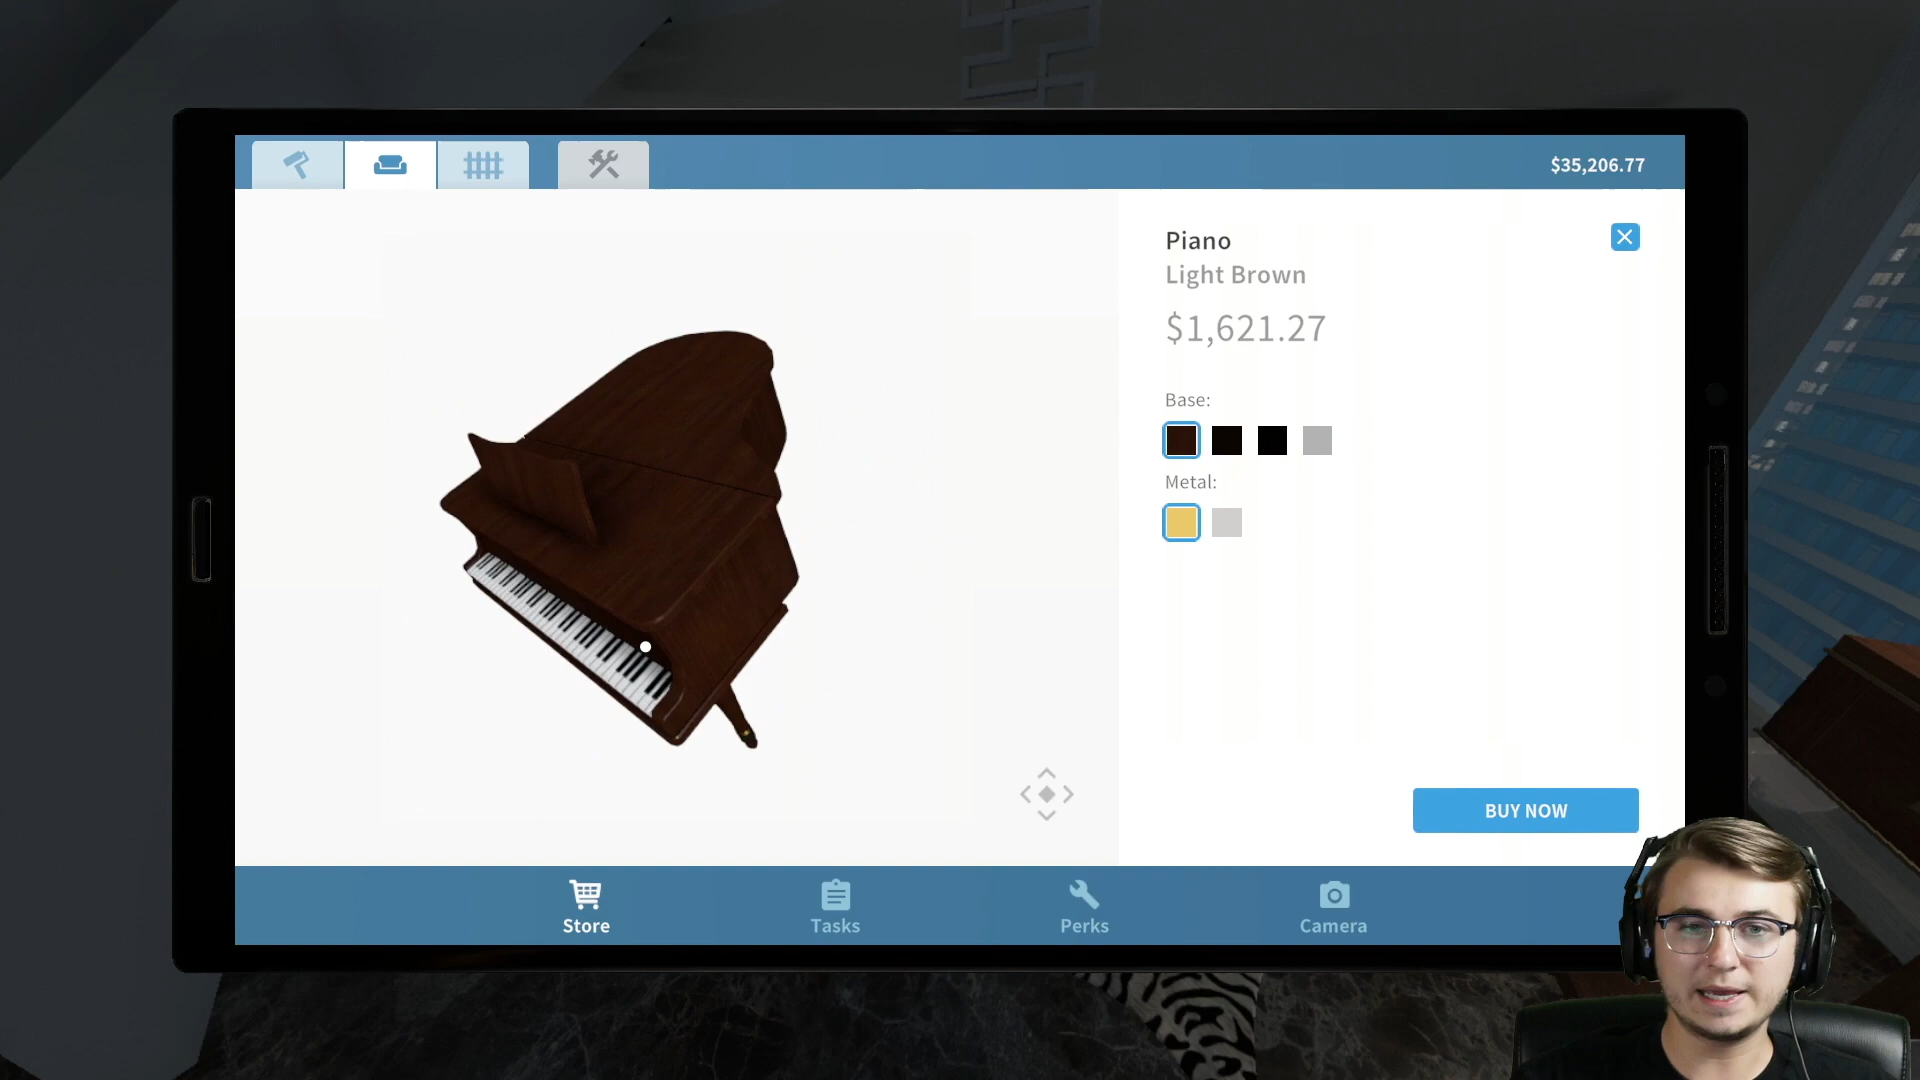 $35,206.77
Piano
Light Brown
$1,621.27
Base:
Metal:
BUY NOW
Store
Tasks
Perks
Camera